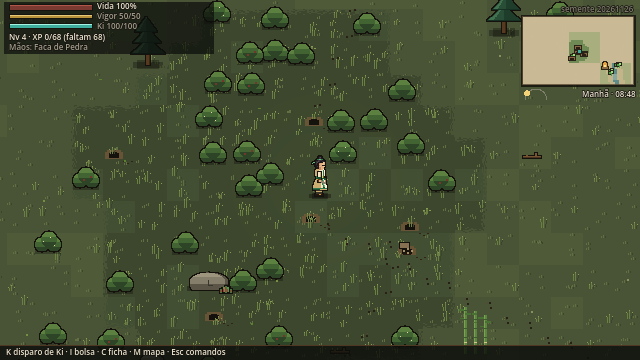 Vida 100%
Vigor 50/50
Ki 100/100
Nv 4 · XP 0/68 (faltam 68)
Mãos: Faca de Pedra
semente 20261126
Manhã · 08:48
K disparo de Ki · I bolsa · C ficha · M mapa · Esc comandos